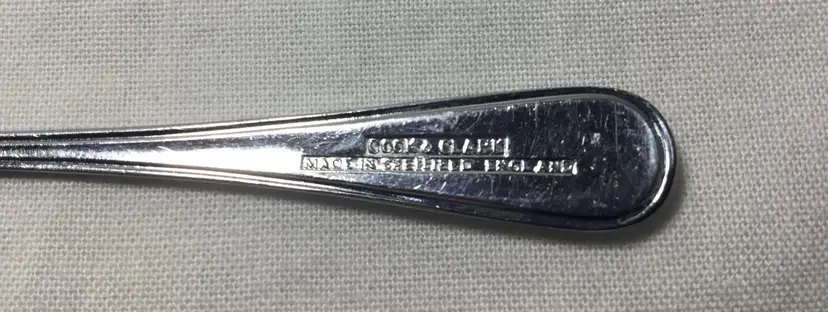 COOK & CLARK
MADE IN SHEFFIELD ENGLAND